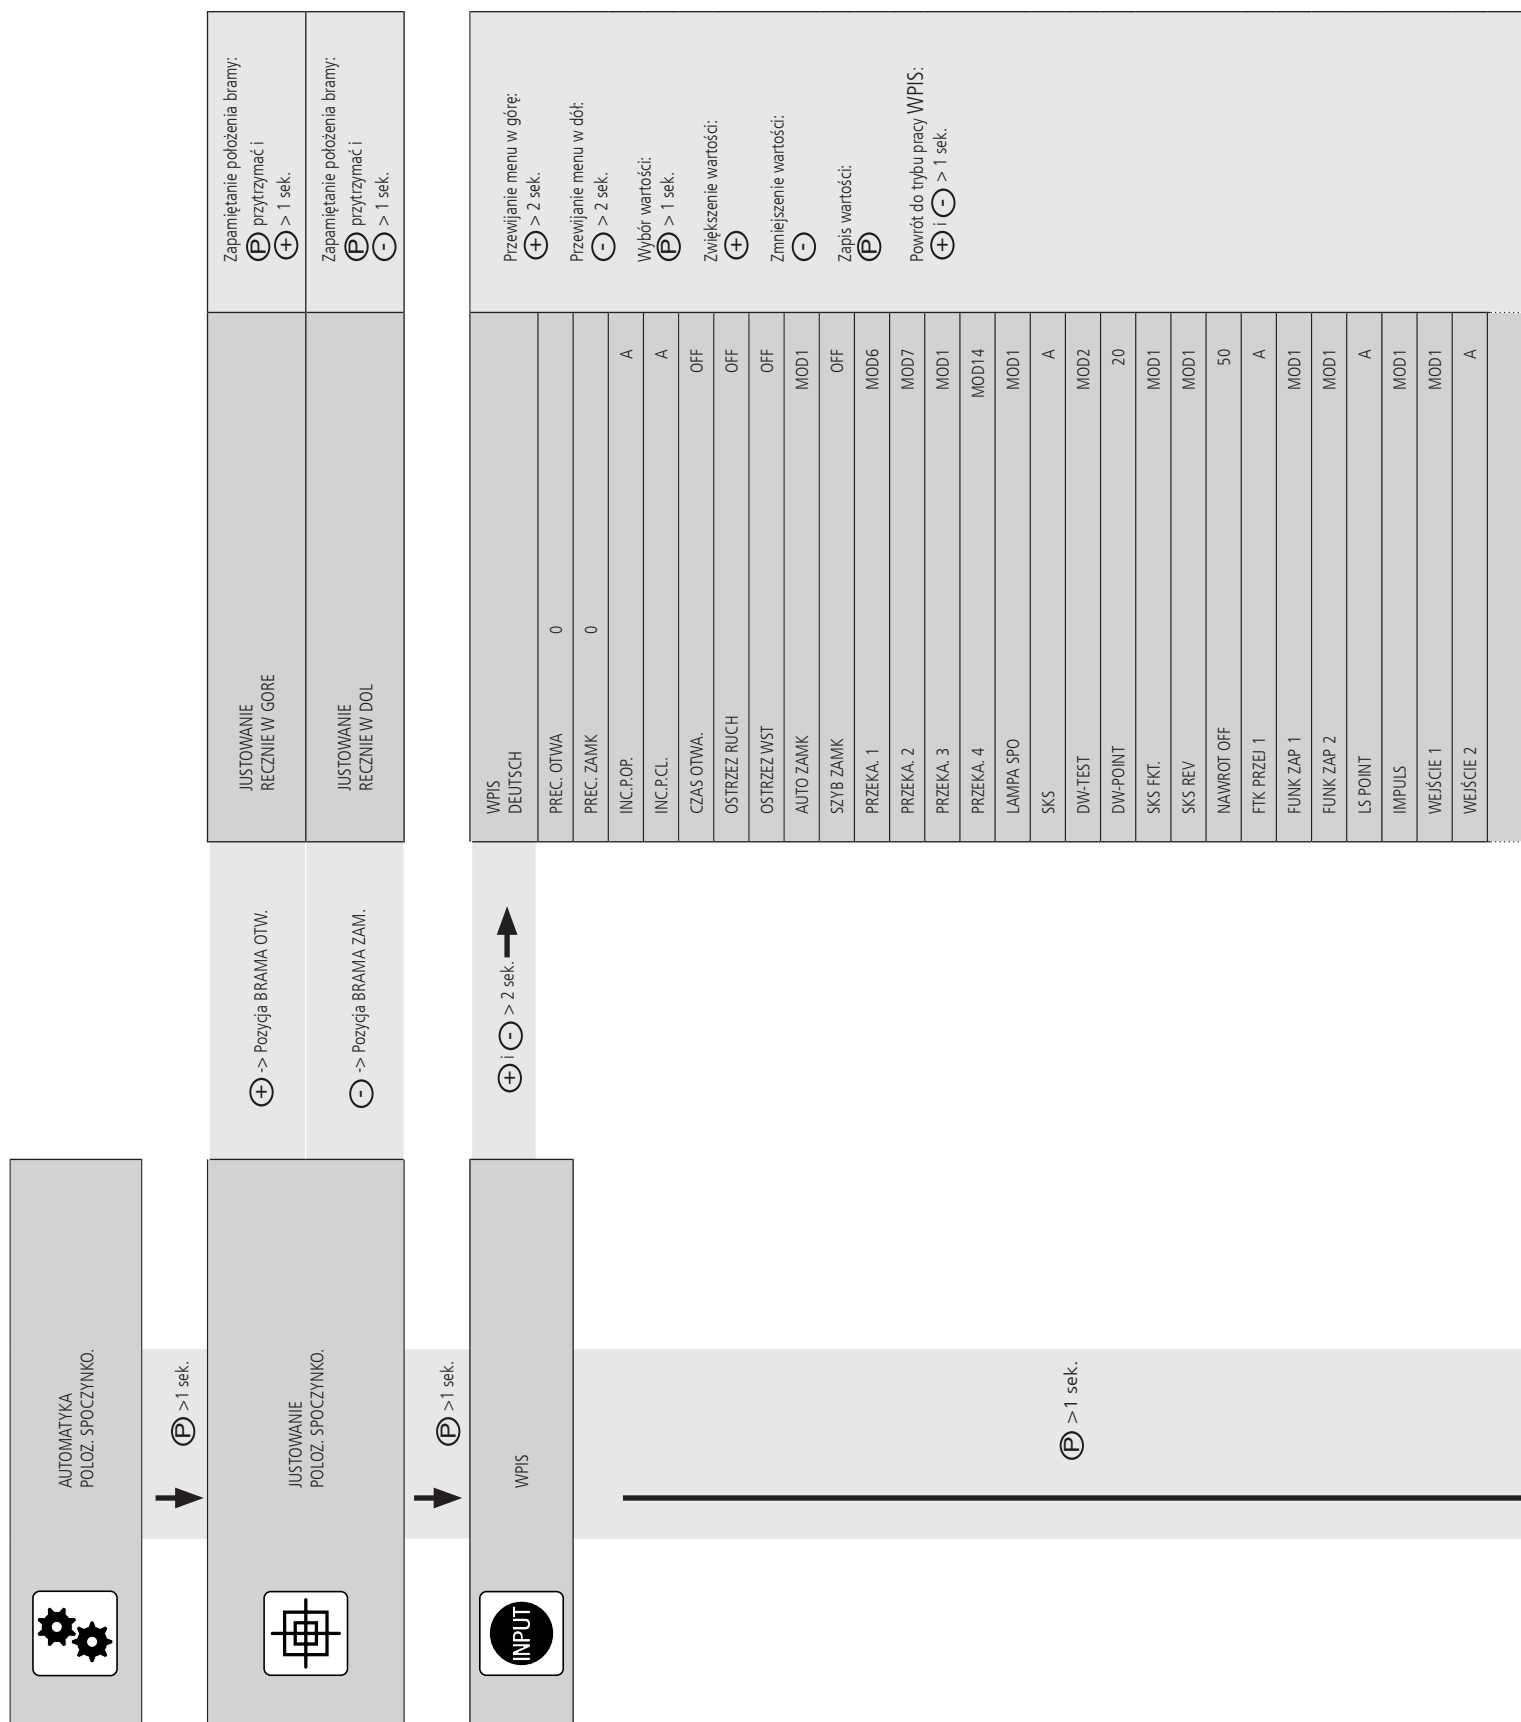 AUTOMATYKA
POLOZ. SPOCZYNKO.
P >1 sek.
JUSTOWANIE
POLOZ. SPOCZYNKO.
+ -> Pozycja BRAMA OTW.
JUSTOWANIE
RECZNIE W GORE
Zapamiętanie położenia bramy:
P przytrzymać i
+ > 1 sek.
- -> Pozycja BRAMA ZAM.
JUSTOWANIE
RECZNIE W DOL
Zapamiętanie położenia bramy:
P przytrzymać i
- > 1 sek.
P >1 sek.
INPUT
WPIS
+ i - > 2 sek.
WPIS
DEUTSCH
PREC. OTWA 0
PREC. ZAMK 0
INC.P.OP. A
INC.P.CL. A
CZAS OTWA. OFF
OSTRZEZ RUCH OFF
OSTRZEZ WST OFF
AUTO ZAMK MOD1
SZYB ZAMK OFF
PRZEKA. 1 MOD6
PRZEKA. 2 MOD7
PRZEKA. 3 MOD1
PRZEKA. 4 MOD14
LAMPA SPO MOD1
SKS A
DW-TEST MOD2
DW-POINT 20
SKS FKT. MOD1
SKS REV MOD1
NAWROT OFF 50
FTK PRZEJ 1 A
FUNK ZAP 1 MOD1
FUNK ZAP 2 MOD1
LS POINT A
IMPULS MOD1
WEJŚCIE 1 MOD1
WEJŚCIE 2 A
Przewijanie menu w górę:
+ > 2 sek.
Przewijanie menu w dół:
- > 2 sek.
Wybór wartości:
P > 1 sek.
Zwiększenie wartości:
+
Zmniejszenie wartości:
-
Zapis wartości:
P
Powrót do trybu pracy WPIS:
+ i - > 1 sek.
P >1 sek.